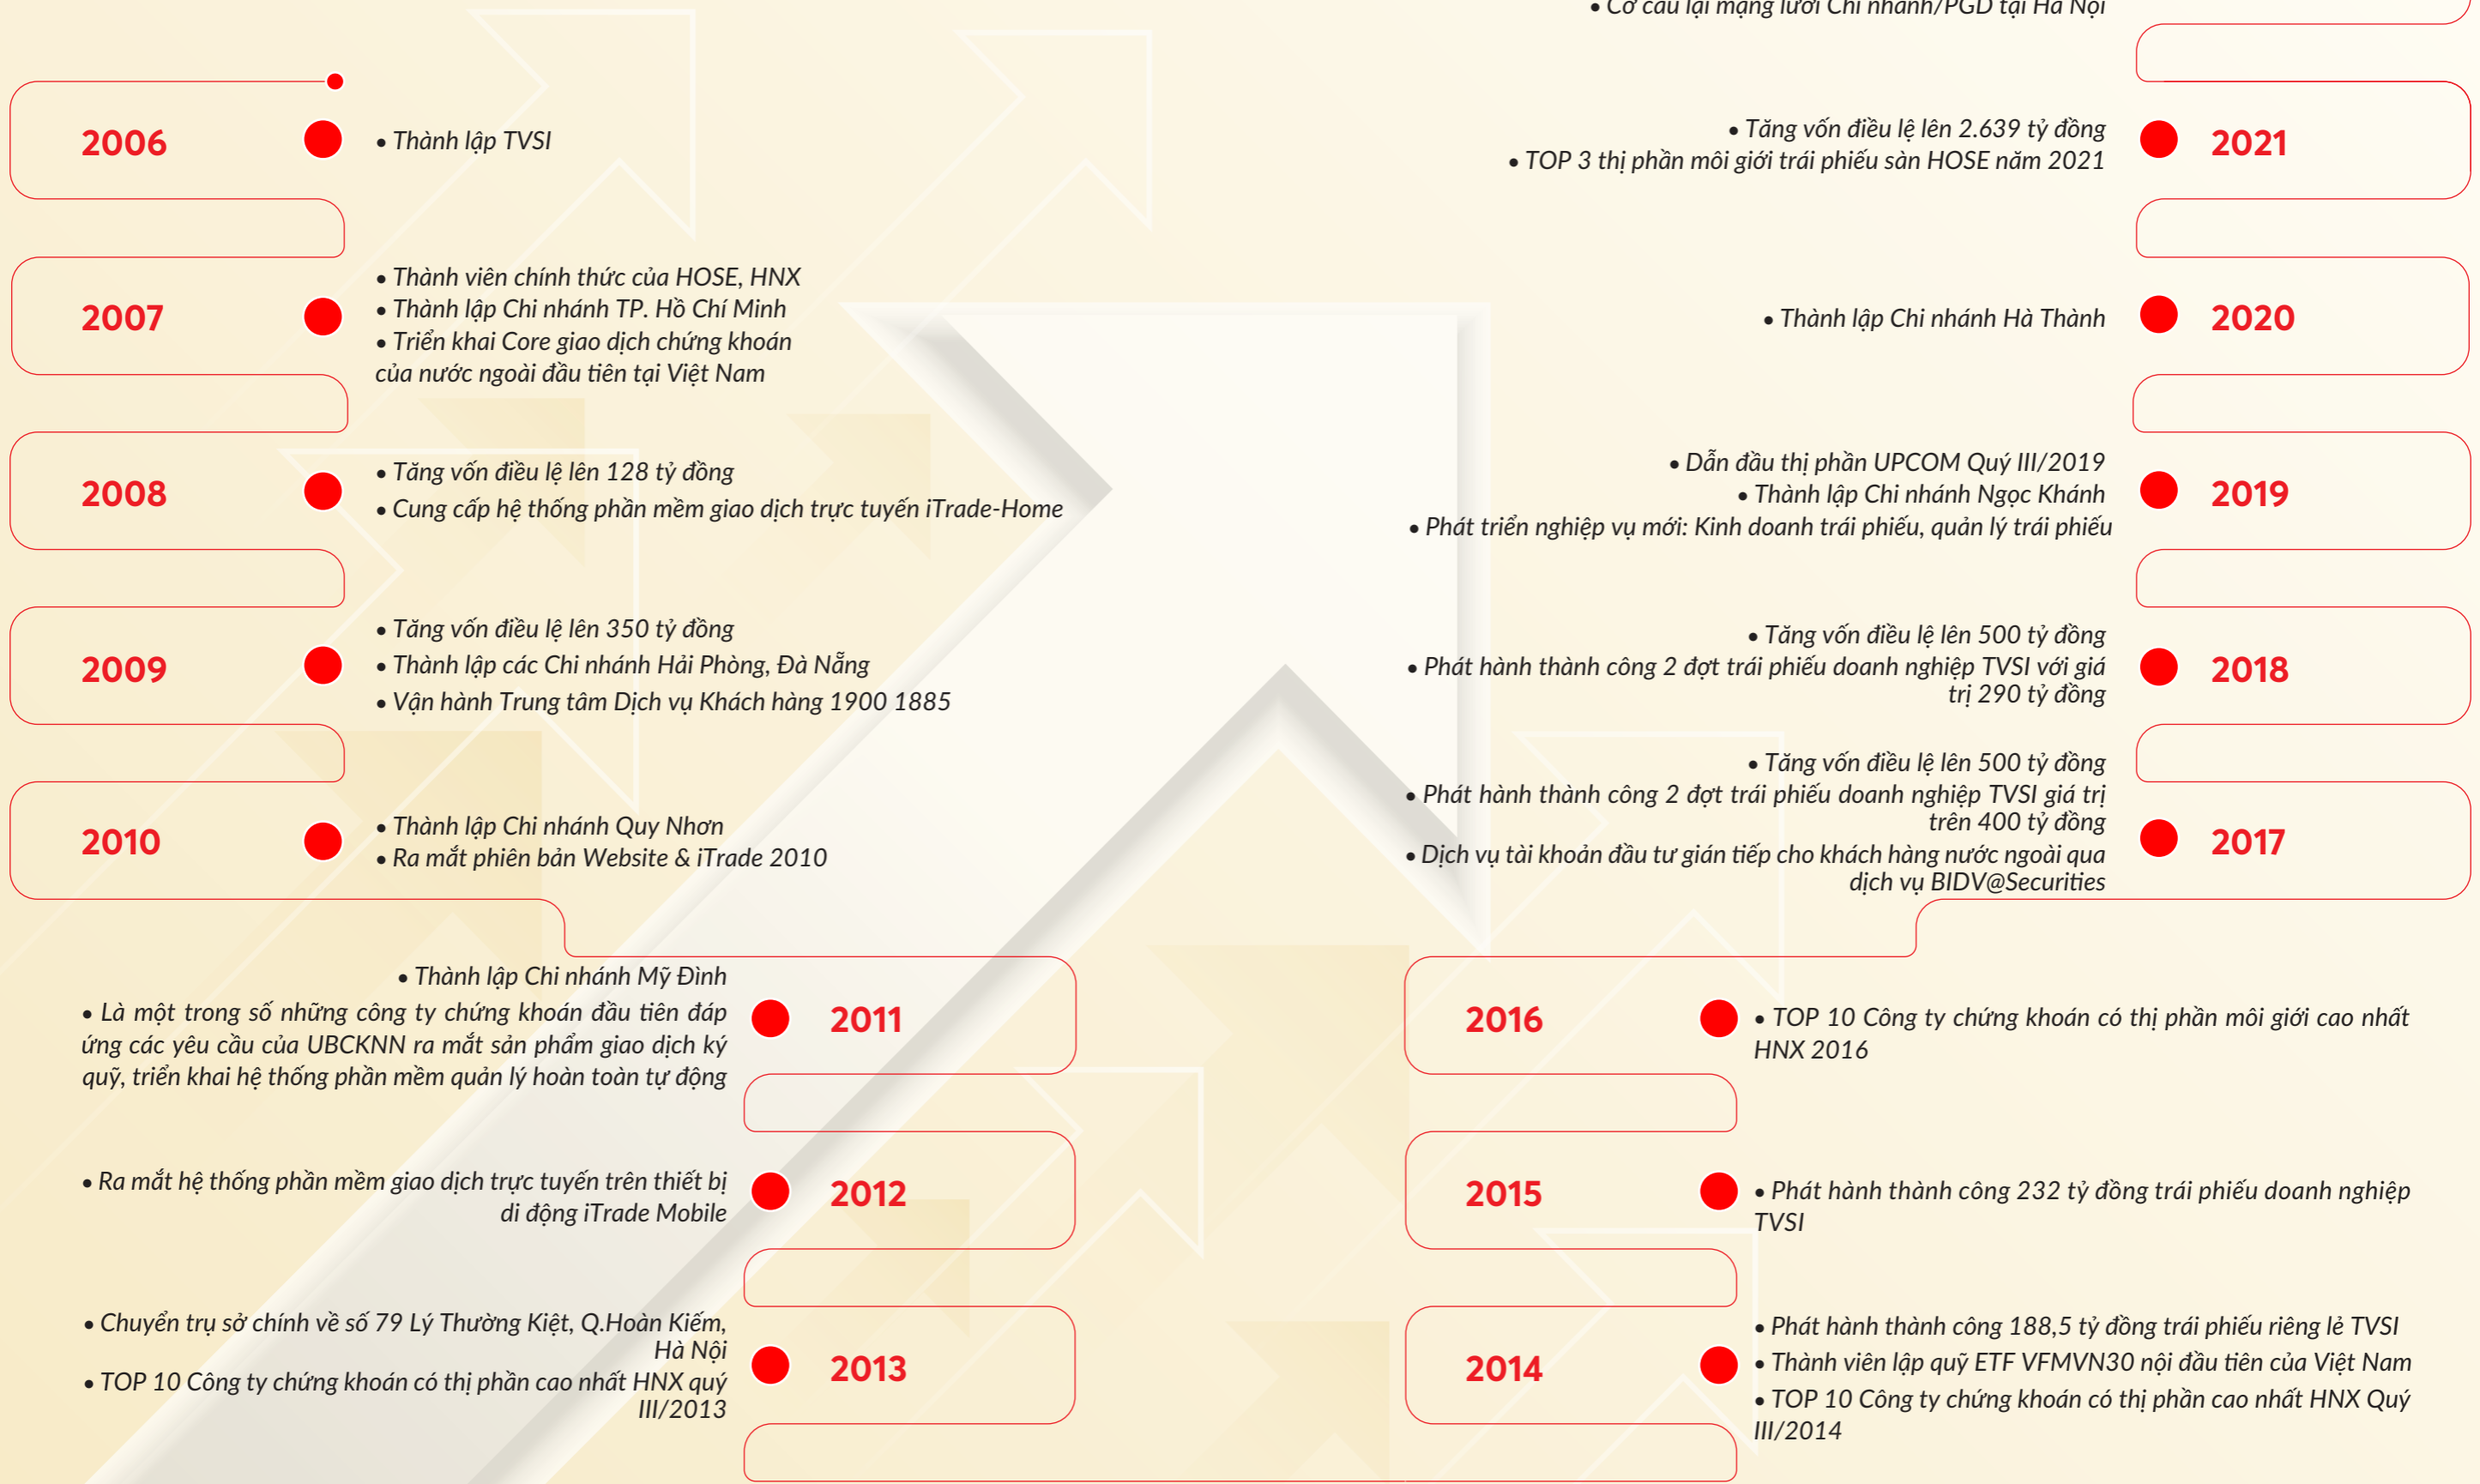 2006
• Thành lập TVSI
2007
• Thành viên chính thức của HOSE, HNX
• Thành lập Chi nhánh TP. Hồ Chí Minh
• Triển khai Core giao dịch chứng khoán
của nước ngoài đầu tiên tại Việt Nam
2008
• Tăng vốn điều lệ lên 128 tỷ đồng
• Cung cấp hệ thống phần mềm giao dịch trực tuyến iTrade-Home
2009
• Tăng vốn điều lệ lên 350 tỷ đồng
• Thành lập các Chi nhánh Hải Phòng, Đà Nẵng
• Vận hành Trung tâm Dịch vụ Khách hàng 1900 1885
2010
• Thành lập Chi nhánh Quy Nhơn
• Ra mắt phiên bản Website & iTrade 2010
2011
• Thành lập Chi nhánh Mỹ Đình
• Là một trong số những công ty chứng khoán đầu tiên đáp
ứng các yêu cầu của UBCKNN ra mắt sản phẩm giao dịch ký
quỹ, triển khai hệ thống phần mềm quản lý hoàn toàn tự động
2012
• Ra mắt hệ thống phần mềm giao dịch trực tuyến trên thiết bị
di động iTrade Mobile
2013
• Chuyển trụ sở chính về số 79 Lý Thường Kiệt, Q.Hoàn Kiếm,
Hà Nội
• TOP 10 Công ty chứng khoán có thị phần cao nhất HNX quý
III/2013
2014
• Phát hành thành công 188,5 tỷ đồng trái phiếu riêng lẻ TVSI
• Thành viên lập quỹ ETF VFMVN30 nội đầu tiên của Việt Nam
• TOP 10 Công ty chứng khoán có thị phần cao nhất HNX Quý
III/2014
2015
• Phát hành thành công 232 tỷ đồng trái phiếu doanh nghiệp
TVSI
2016
• TOP 10 Công ty chứng khoán có thị phần môi giới cao nhất
HNX 2016
2017
• Tăng vốn điều lệ lên 500 tỷ đồng
• Phát hành thành công 2 đợt trái phiếu doanh nghiệp TVSI giá trị
trên 400 tỷ đồng
• Dịch vụ tài khoản đầu tư gián tiếp cho khách hàng nước ngoài qua
dịch vụ BIDV@Securities
2018
• Tăng vốn điều lệ lên 500 tỷ đồng
• Phát hành thành công 2 đợt trái phiếu doanh nghiệp TVSI với giá
trị 290 tỷ đồng
2019
• Dẫn đầu thị phần UPCOM Quý III/2019
• Thành lập Chi nhánh Ngọc Khánh
• Phát triển nghiệp vụ mới: Kinh doanh trái phiếu, quản lý trái phiếu
2020
• Thành lập Chi nhánh Hà Thành
2021
• Tăng vốn điều lệ lên 2.639 tỷ đồng
• TOP 3 thị phần môi giới trái phiếu sàn HOSE năm 2021
• Cơ cấu lại mạng lưới Chi nhánh/PGD tại Hà Nội